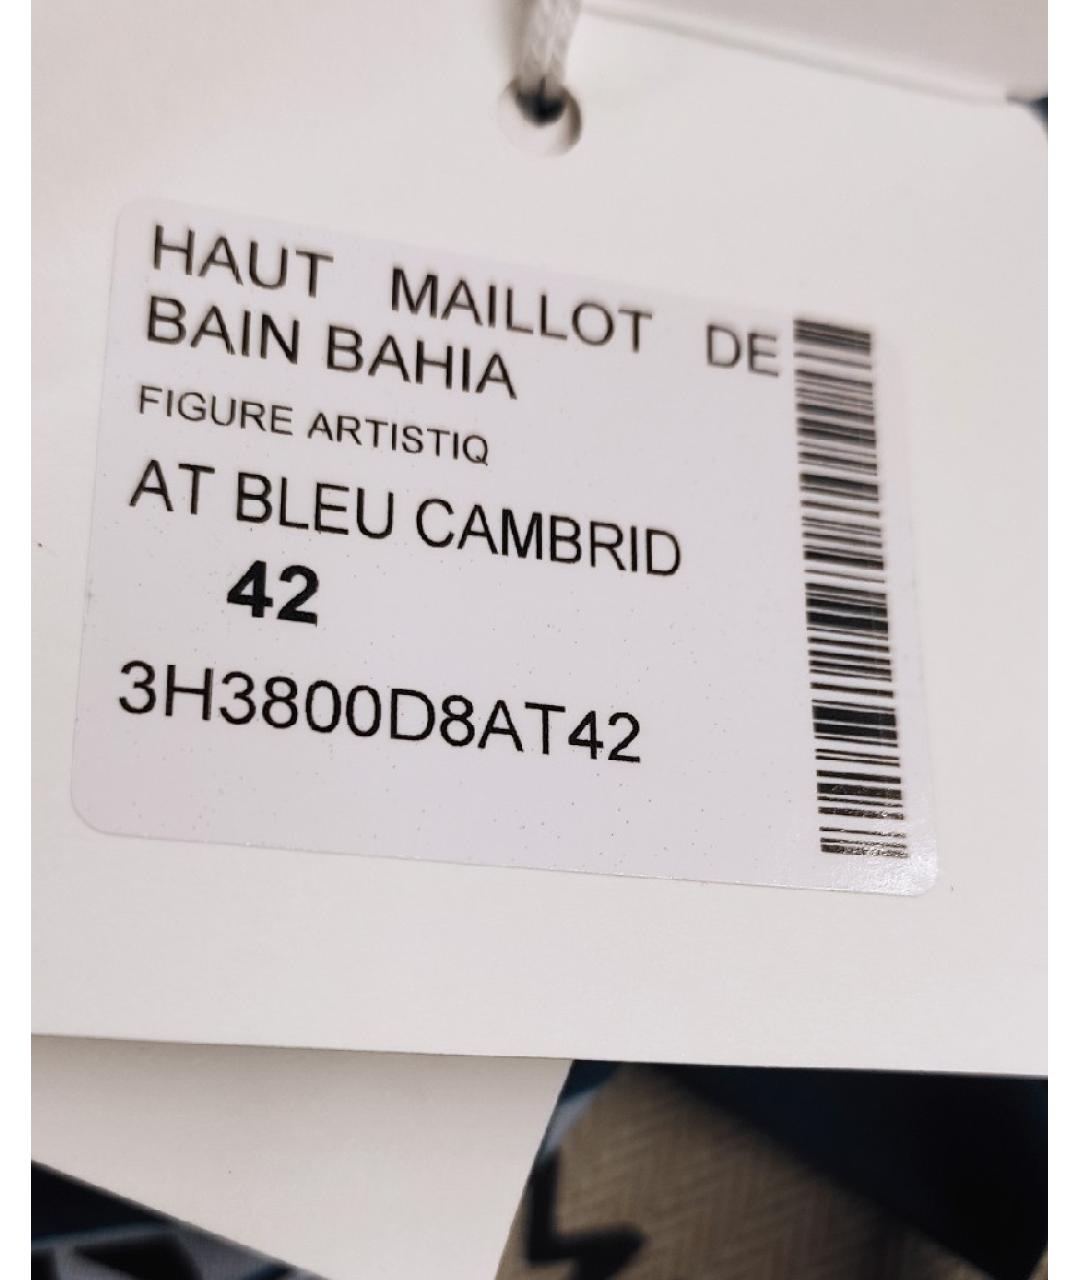 HAUT MAILLOT DE
BAIN BAHIA
FIGURE ARTISTIQ
AT BLEU CAMBRID
42
3H3800D8AT42